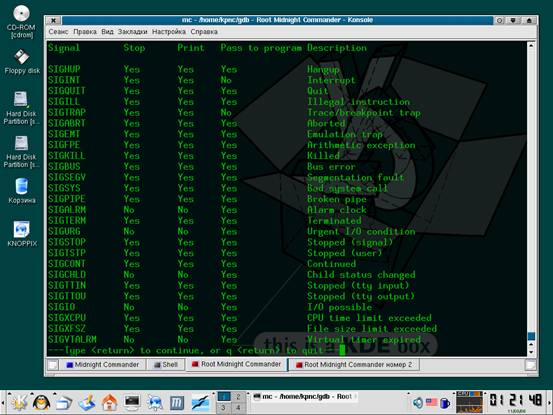 mc - /home/kpnc/gdb - Root Midnight Commander - Konsole
Сеанс Правка Вид Закладки Настройка Справка
CD-ROM
[cdrom]
Floppy disk
Hard Disk
Partition [s...
Hard Disk
Partition [s...
Корзина
KNOPPIX
Signal Stop Print Pass to program Description
SIGHUP Yes Yes Yes Hangup
SIGINT Yes Yes No Interrupt
SIGQUIT Yes Yes Yes Quit
SIGILL Yes Yes Yes Illegal instruction
SIGTRAP Yes Yes No Trace/breakpoint trap
SIGABRT Yes Yes Yes Aborted
SIGEMT Yes Yes Yes Emulation trap
SIGFPE Yes Yes Yes Arithmetic exception
SIGKILL Yes Yes Yes Killed
SIGBUS Yes Yes Yes Bus error
SIGSEGV Yes Yes Yes Segmentation fault
SIGSYS Yes Yes Yes Bad system call
SIGPIPE Yes Yes Yes Broken pipe
SIGALRM No No Yes Alarm clock
SIGTERM Yes Yes Yes Terminated
SIGURG No No Yes Urgent I/O condition
SIGSTOP Yes Yes Yes Stopped (signal)
SIGTSTP Yes Yes Yes Stopped (user)
SIGCONT Yes Yes Yes Continued
SIGCHLD No No Yes Child status changed
SIGTTIN Yes Yes Yes Stopped (tty input)
SIGTTOU Yes Yes Yes Stopped (tty output)
SIGIO No No Yes I/O possible
SIGXCPU Yes Yes Yes CPU time limit exceeded
SIGXFSZ Yes Yes Yes File size limit exceeded
SIGVTALRM No No Yes Virtual timer expired
---Type <return> to continue, or q <return> to quit---
this is a KDE box
Midnight Commander Shell Root Midnight Commander Root Midnight Commander номер 2
1 2
3 4
mc - /home/kpnc/gdb - Root
CPU
01:21:48